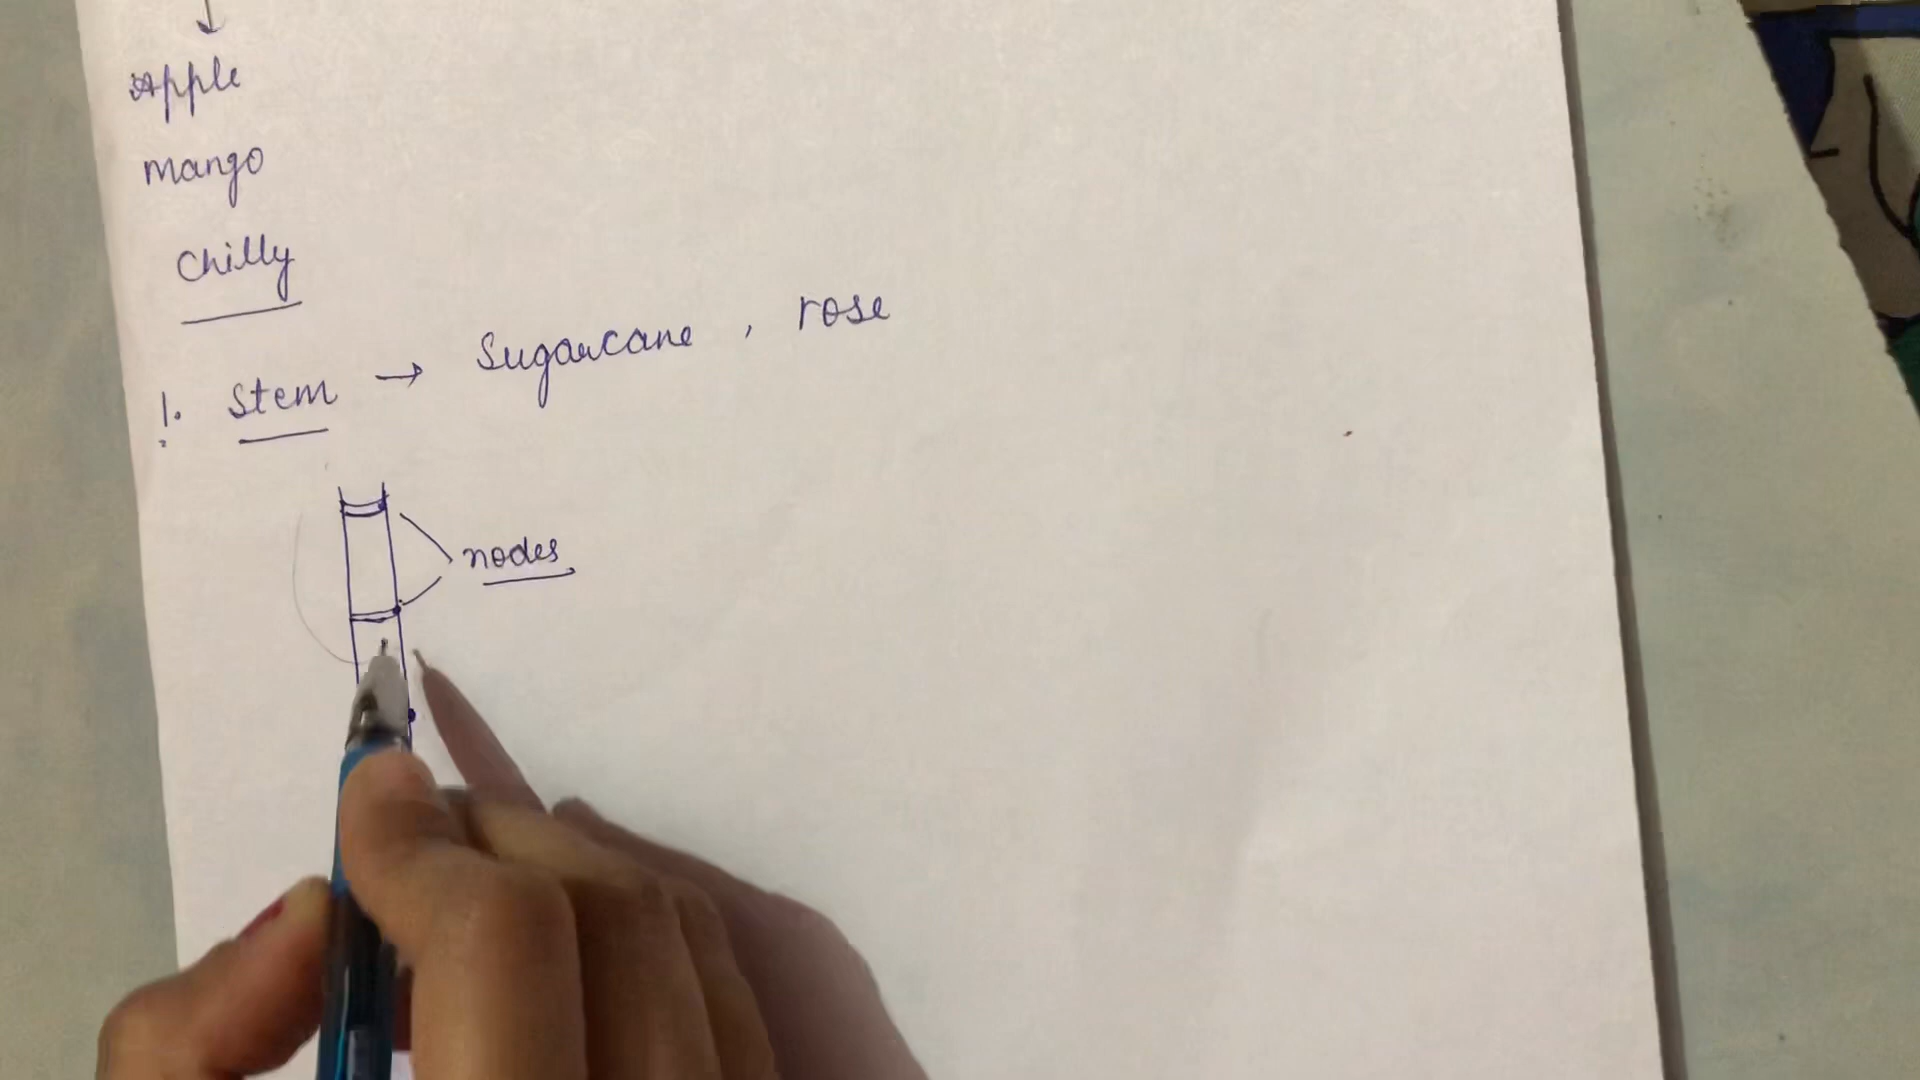 Apple
Mango
Chilly
1. Stem → Sugarcane , rose
nodes